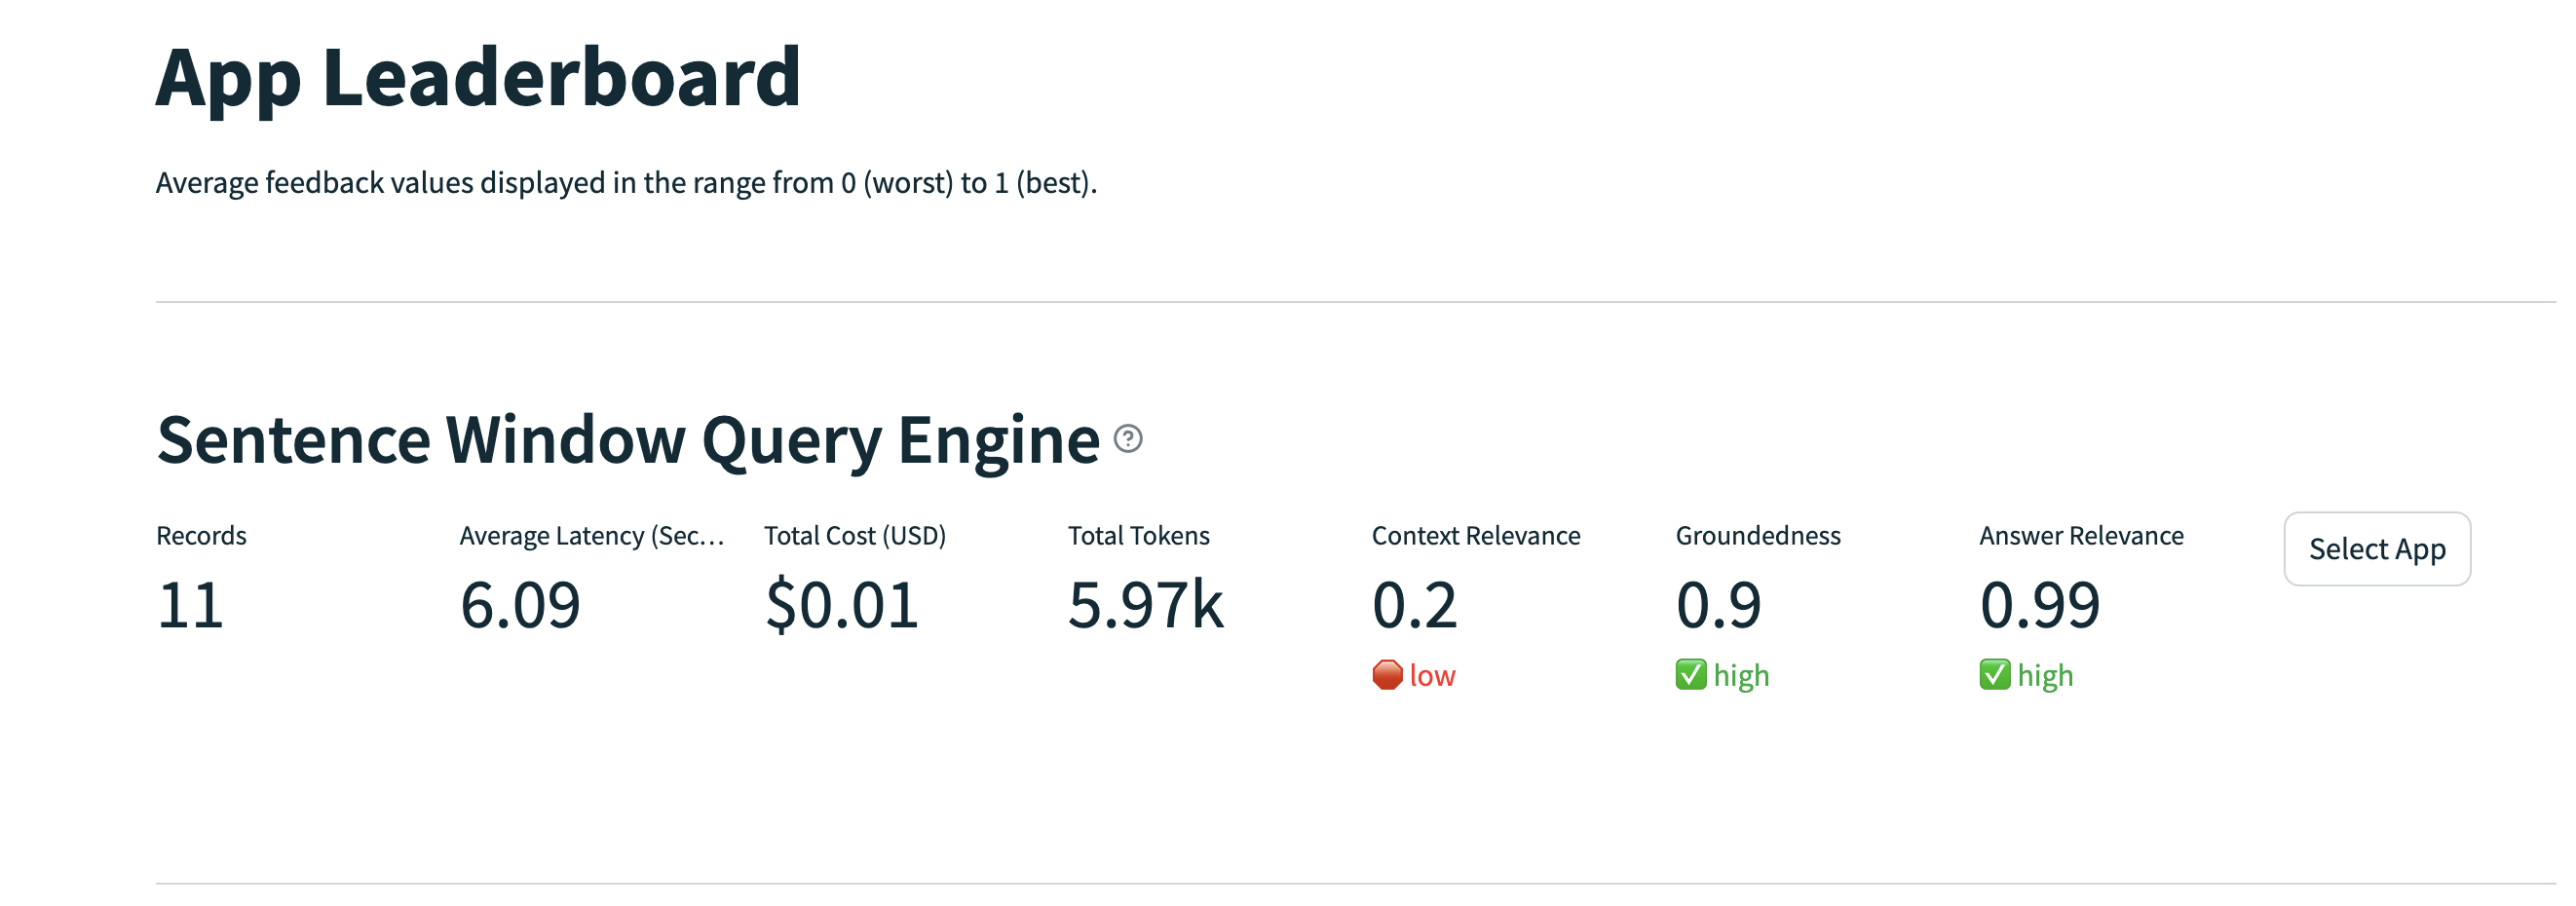 App Leaderboard
Average feedback values displayed in the range from 0 (worst) to 1 (best).
Sentence Window Query Engine
Records
11
Average Latency (Sec...
6.09
Total Cost (USD)
$0.01
Total Tokens
5.97k
Context Relevance
0.2
low
Groundedness
0.9
high
Answer Relevance
0.99
high
Select App